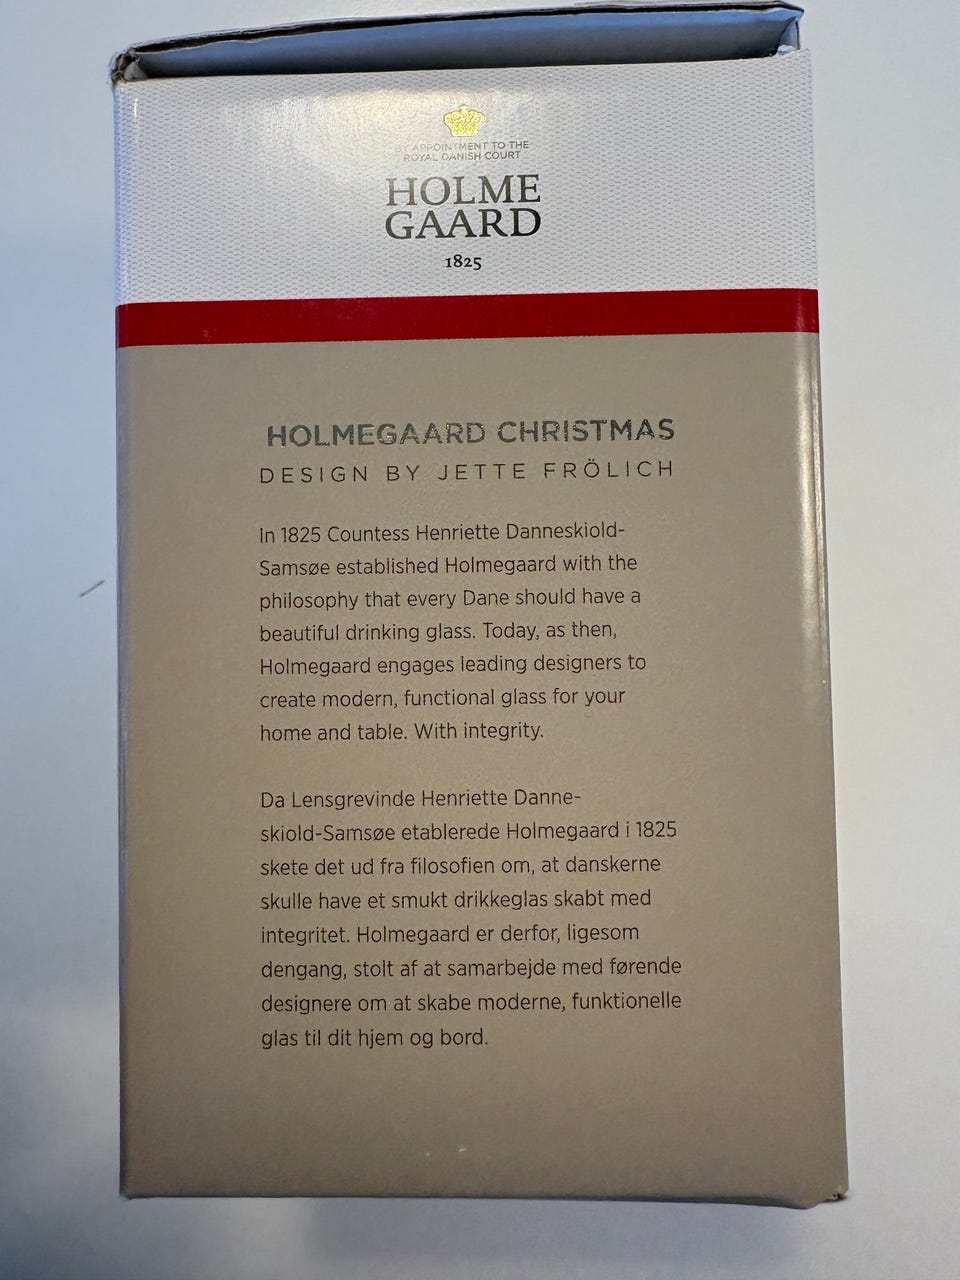 BY APPOINTMENT TO THE
ROYAL DANISH COURT
HOLME
GAARD
1825
HOLMEGAARD CHRISTMAS
DESIGN BY JETTE FRÖLICH
In 1825 Countess Henriette Danneskiold-
Samsøe established Holmegaard with the
philosophy that every Dane should have a
beautiful drinking glass. Today, as then,
Holmegaard engages leading designers to
create modern, functional glass for your
home and table. With integrity.
Da Lensgrevinde Henriette Danne-
skiold-Samsøe etablerede Holmegaard i 1825
skete det ud fra filosofien om, at danskerne
skulle have et smukt drikkeglas skabt med
integritet. Holmegaard er derfor, ligesom
dengang, stolt af at samarbejde med førende
designere om at skabe moderne, funktionelle
glas til dit hjem og bord.